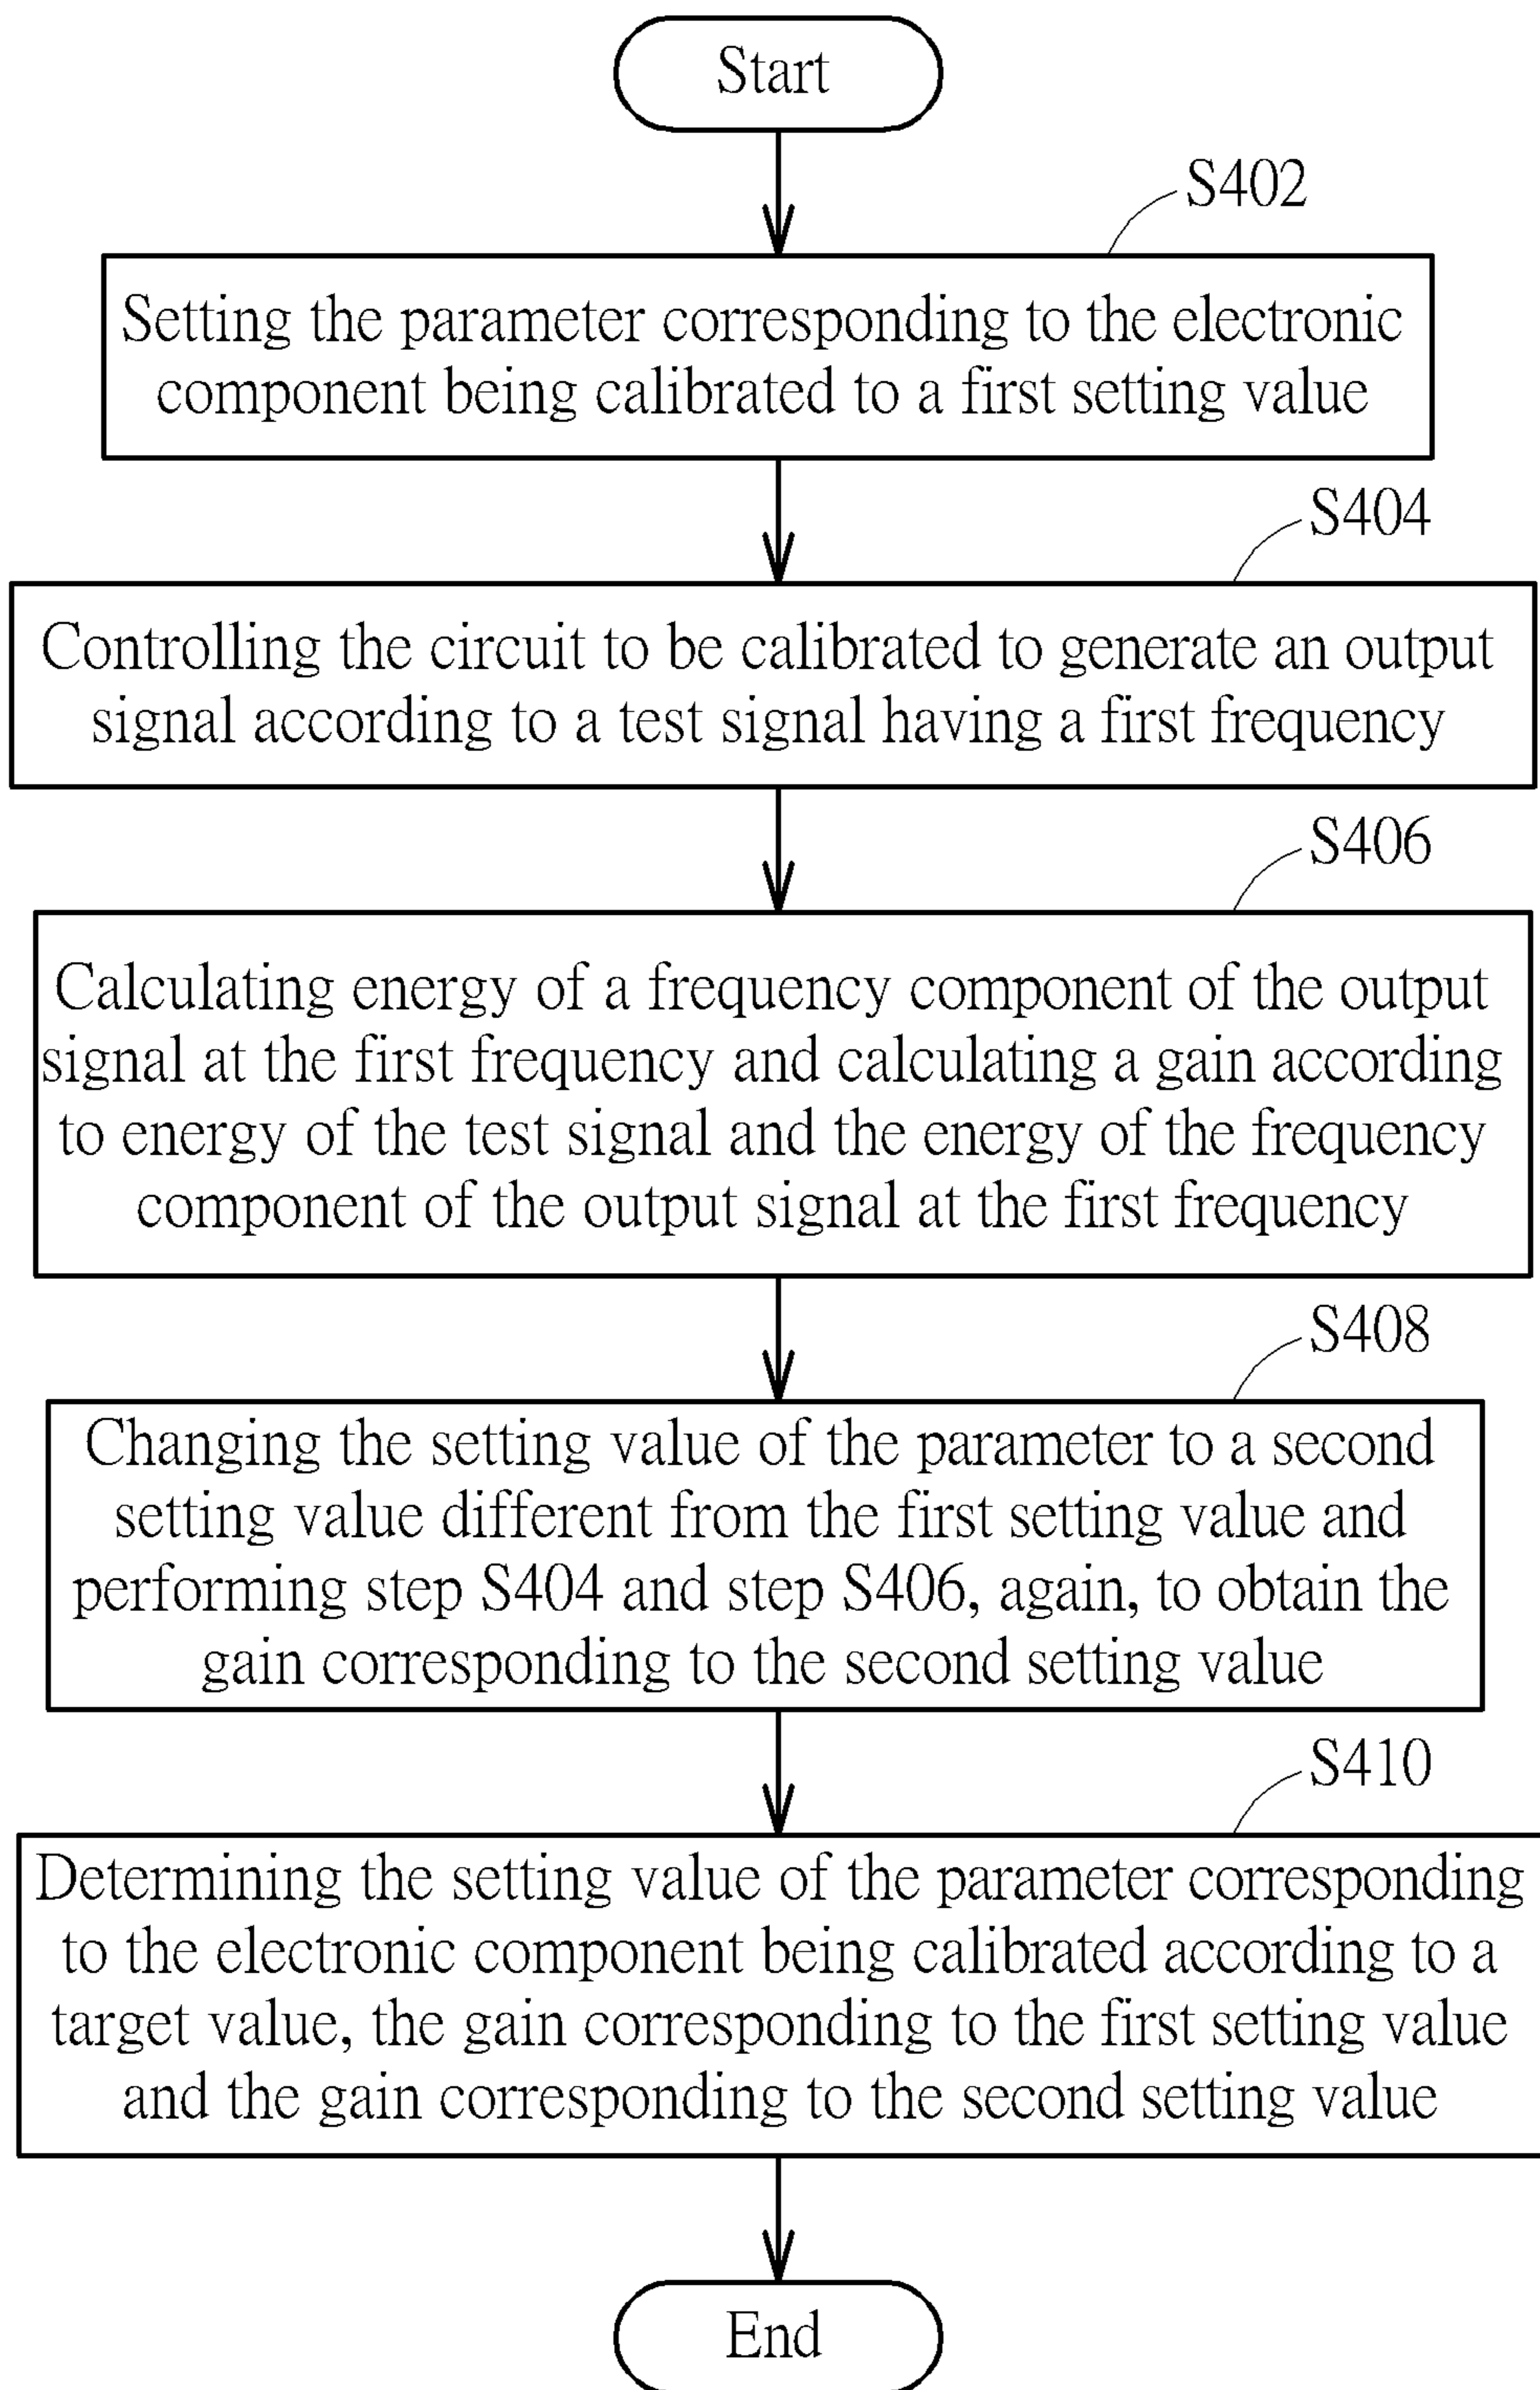 Start
S402
Setting the parameter corresponding to the electronic
component being calibrated to a first setting value
S404
Controlling the circuit to be calibrated to generate an output
signal according to a test signal having a first frequency
S406
Calculating energy of a frequency component of the output
signal at the first frequency and calculating a gain according
to energy of the test signal and the energy of the frequency
component of the output signal at the first frequency
S408
Changing the setting value of the parameter to a second
setting value different from the first setting value and
performing step S404 and step S406, again, to obtain the
gain corresponding to the second setting value
S410
Determining the setting value of the parameter corresponding
to the electronic component being calibrated according to a
target value, the gain corresponding to the first setting value
and the gain corresponding to the second setting value
End